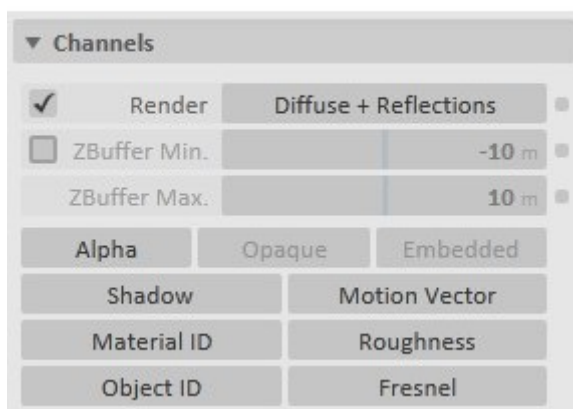 Channels
Render Diffuse + Reflections
ZBuffer Min. -10 m
ZBuffer Max. 10 m
Alpha Opaque Embedded
Shadow Motion Vector
Material ID Roughness
Object ID Fresnel